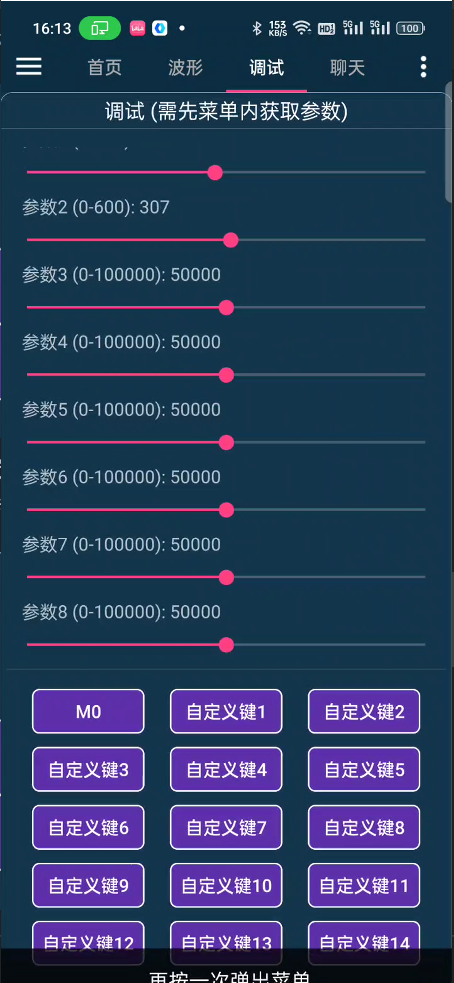 16:13 LALA 153 KB/S HD 5G 5G 100
首页 波形 调试 聊天
调试 (需先菜单内获取参数)
参数2 (0-600): 307
参数3 (0-100000): 50000
参数4 (0-100000): 50000
参数5 (0-100000): 50000
参数6 (0-100000): 50000
参数7 (0-100000): 50000
参数8 (0-100000): 50000
M0 自定义键1 自定义键2
自定义键3 自定义键4 自定义键5
自定义键6 自定义键7 自定义键8
自定义键9 自定义键10 自定义键11
自定义键12 自定义键13 自定义键14
再按一次弹出菜单